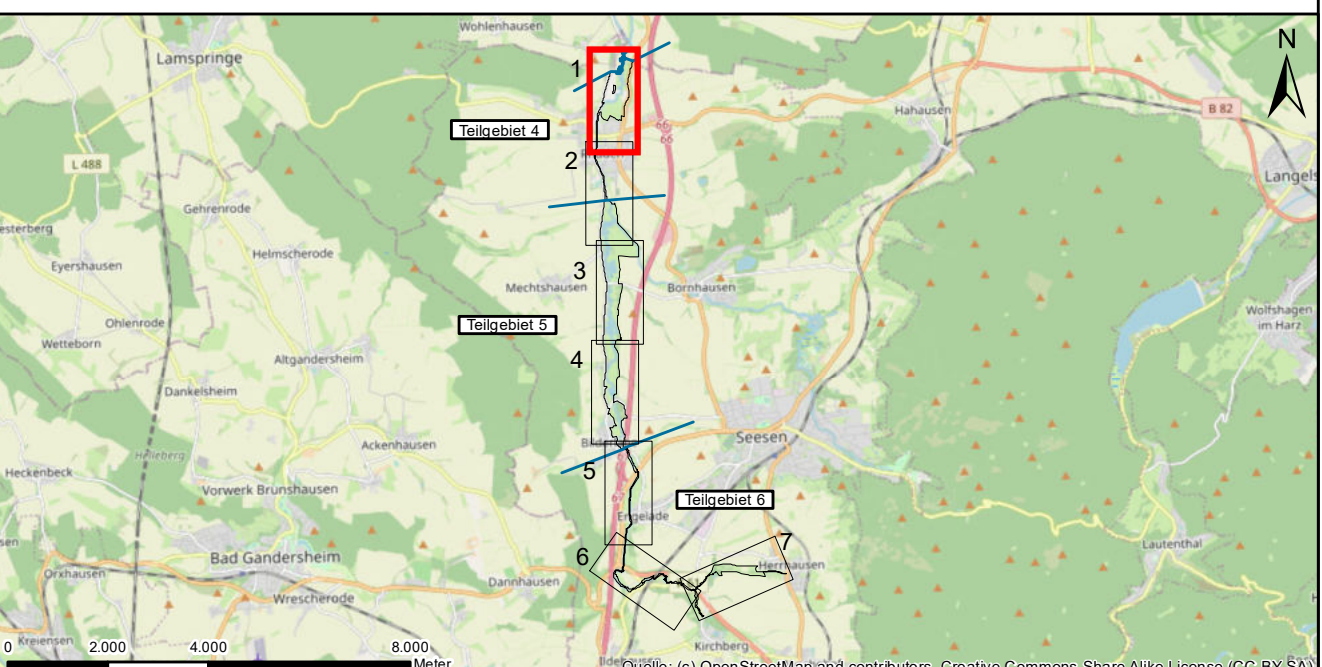 Wohlenhausen
Lamspringe
N
1
Hahausen
B 82
Teilgebiet 4
66
66
L 488
2
Langels
Gehrenrode
esterberg
Helmscherode
Eyershausen
3
Mechtshausen
Bornhausen
Wolfshagen
im Harz
Ohlenrode
Teilgebiet 5
Wetteborn
Altgandersheim
4
Dankelsheim
Seesen
Ackenhausen
Helleberg
Heckenbeck
5
Vorwerk Brunshausen
Teilgebiet 6
Engelade
sen
Lautenthal
Bad Gandersheim
6
7
Herrhausen
Orxhausen
Dannhausen
Wrescherode
Kreiensen
Kirchberg
0 2.000 4.000 8.000
Meter
Quelle: (c) OpenStreetMap and contributors, Creative Commons-Share Alike License (CC-BY-SA)